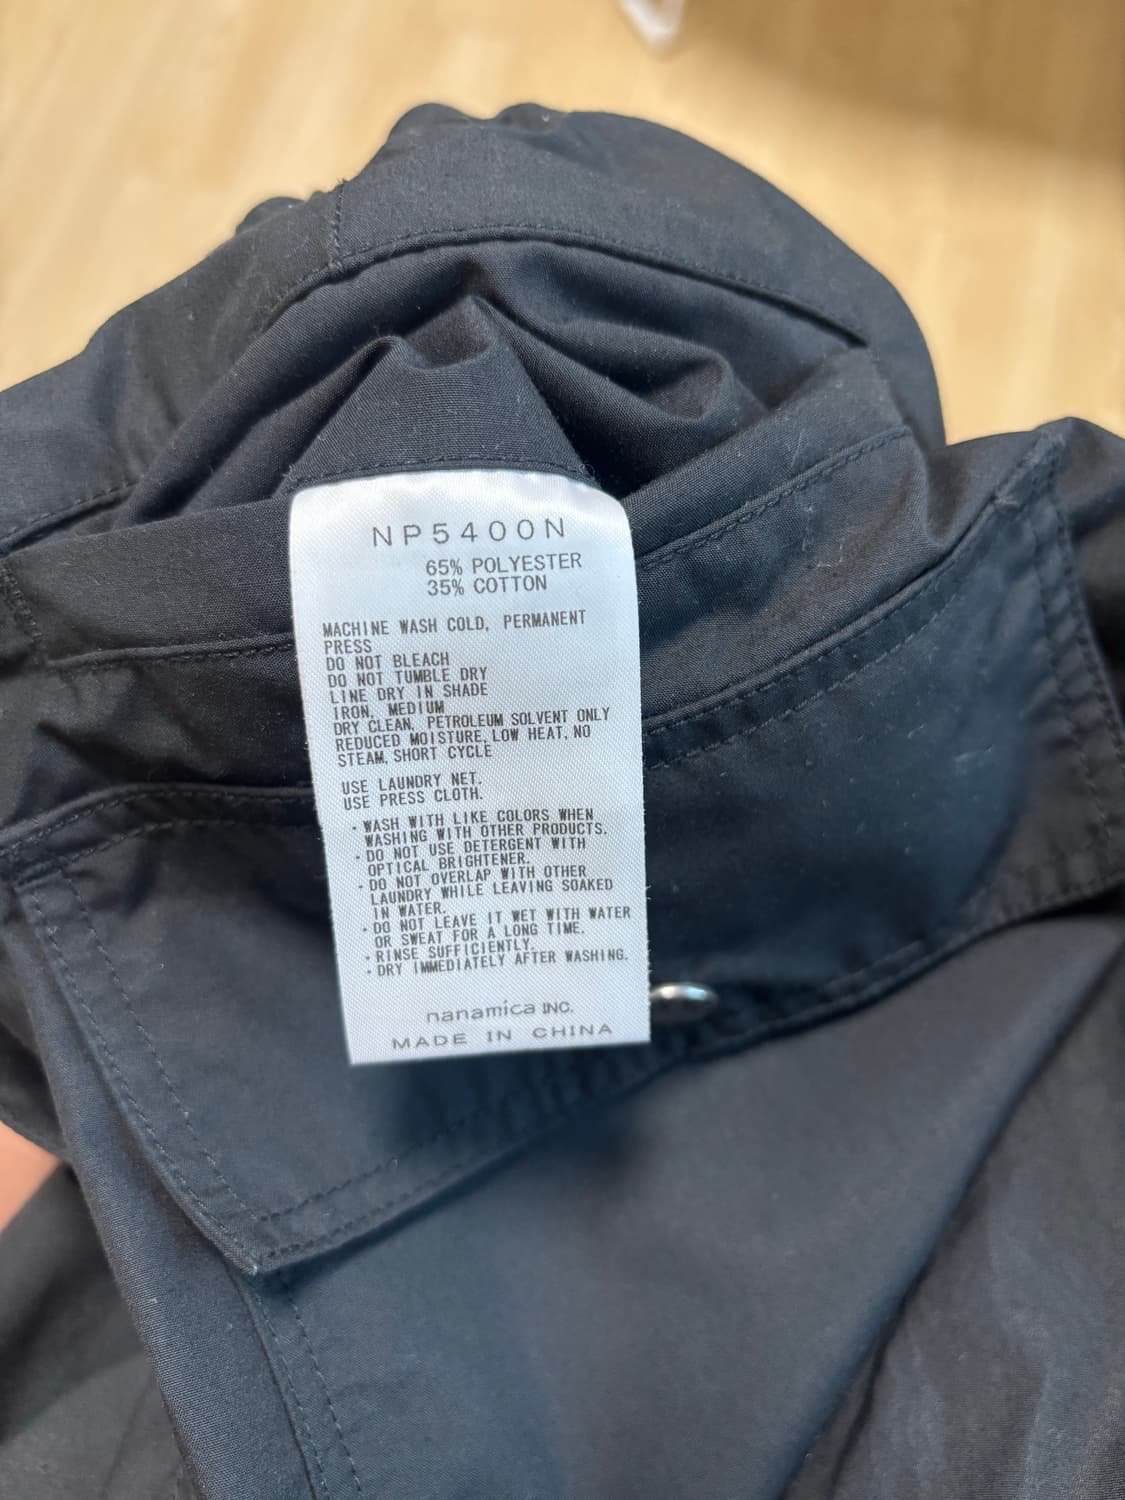 NP5400N
65% POLYESTER
35% COTTON
MACHINE WASH COLD, PERMANENT
PRESS
DO NOT BLEACH
DO NOT TUMBLE DRY
LINE DRY IN SHADE
IRON, MEDIUM
DRY CLEAN, PETROLEUM SOLVENT ONLY
REDUCED MOISTURE, LOW HEAT, NO
STEAM, SHORT CYCLE
USE LAUNDRY NET.
USE PRESS CLOTH.
・WASH WITH LIKE COLORS WHEN
WASHING WITH OTHER PRODUCTS.
・DO NOT USE DETERGENT WITH
OPTICAL BRIGHTENER.
・DO NOT OVERLAP WITH OTHER
LAUNDRY WHILE LEAVING SOAKED
IN WATER.
・DO NOT LEAVE IT WET WITH WATER
OR SWEAT FOR A LONG TIME.
・RINSE SUFFICIENTLY.
・DRY IMMEDIATELY AFTER WASHING.
nanamica INC.
MADE IN CHINA